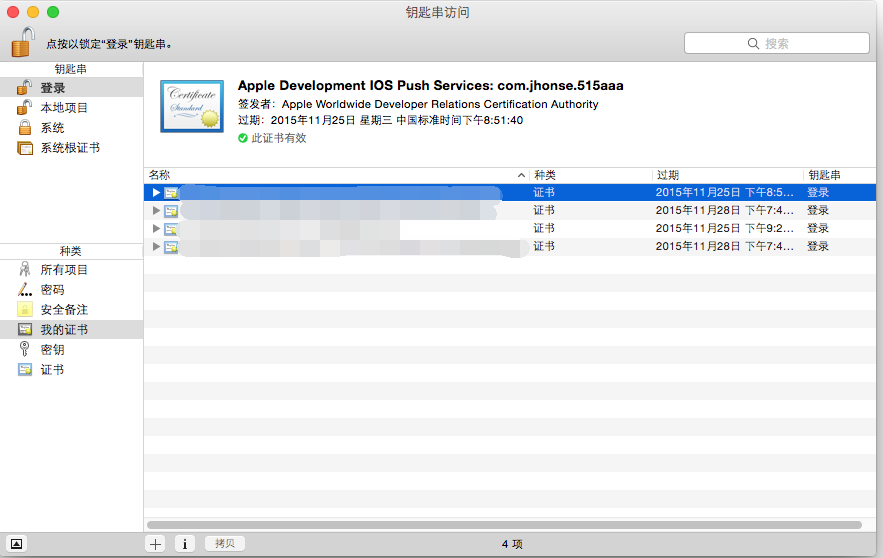 钥匙串访问
点按以锁定“登录”钥匙串。
搜索
钥匙串
登录
本地项目
系统
系统根证书
Certificate
Standard
Apple Development IOS Push Services: com.jhonse.515aaa
签发者: Apple Worldwide Developer Relations Certification Authority
过期: 2015年11月25日 星期三 中国标准时间下午8:51:40
此证书有效
名称 种类 过期 钥匙串
证书 2015年11月25日 下午8:5... 登录
证书 2015年11月28日 下午7:4... 登录
证书 2015年11月25日 下午9:2... 登录
证书 2015年11月28日 下午7:4... 登录
种类
所有项目
密码
安全备注
我的证书
密钥
证书
拷贝
4 项